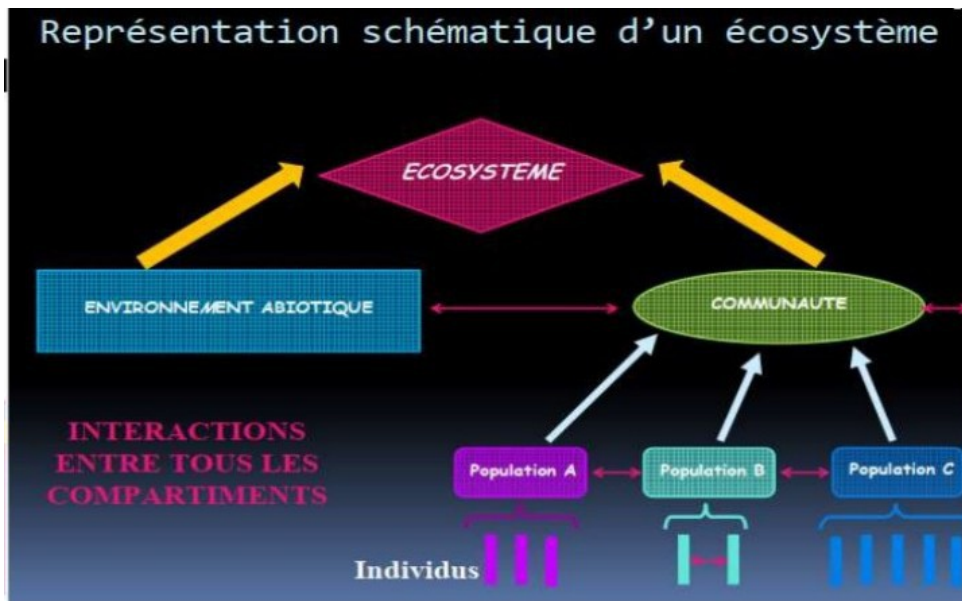 Représentation schématique d'un écosystème
ECOSYSTEME
ENVIRONNEMENT ABIOTIQUE
COMMUNAUTE
INTERACTIONS
ENTRE TOUS LES
COMPARTIMENTS
Population A
Population B
Population C
Individus